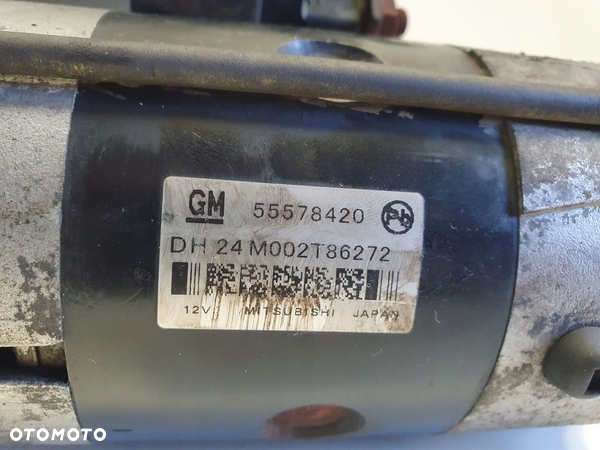 GM 55578420 Pb
DH 24 M002T86272
12V MITSUBISHI JAPAN
OTOMOTO